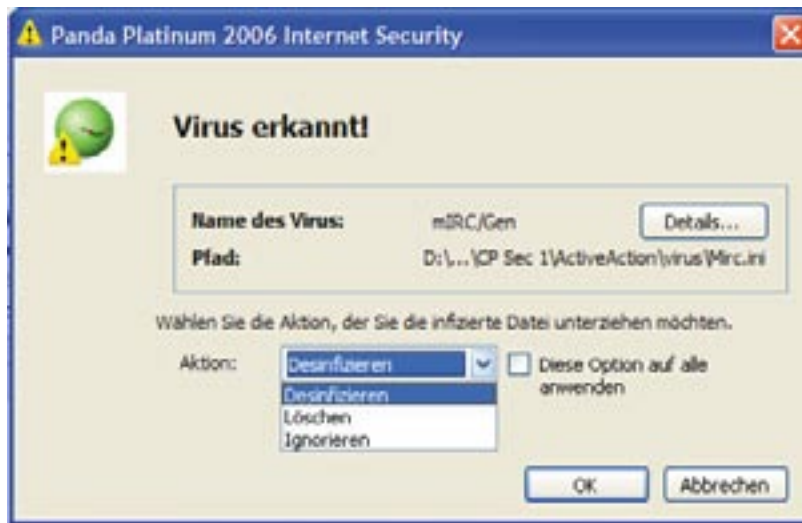 Panda Platinum 2006 Internet Security
Virus erkannt!
Name des Virus: mIRC/Gen Details...
Pfad: D:\...\CP Sec 1\ActiveAction\virus\Mirc.ini
Wählen Sie die Aktion, der Sie die infizierte Datei unterziehen möchten.
Aktion: Desinfizieren Diese Option auf alle
anwenden
Desinfizieren
Löschen
Ignorieren
OK Abbrechen